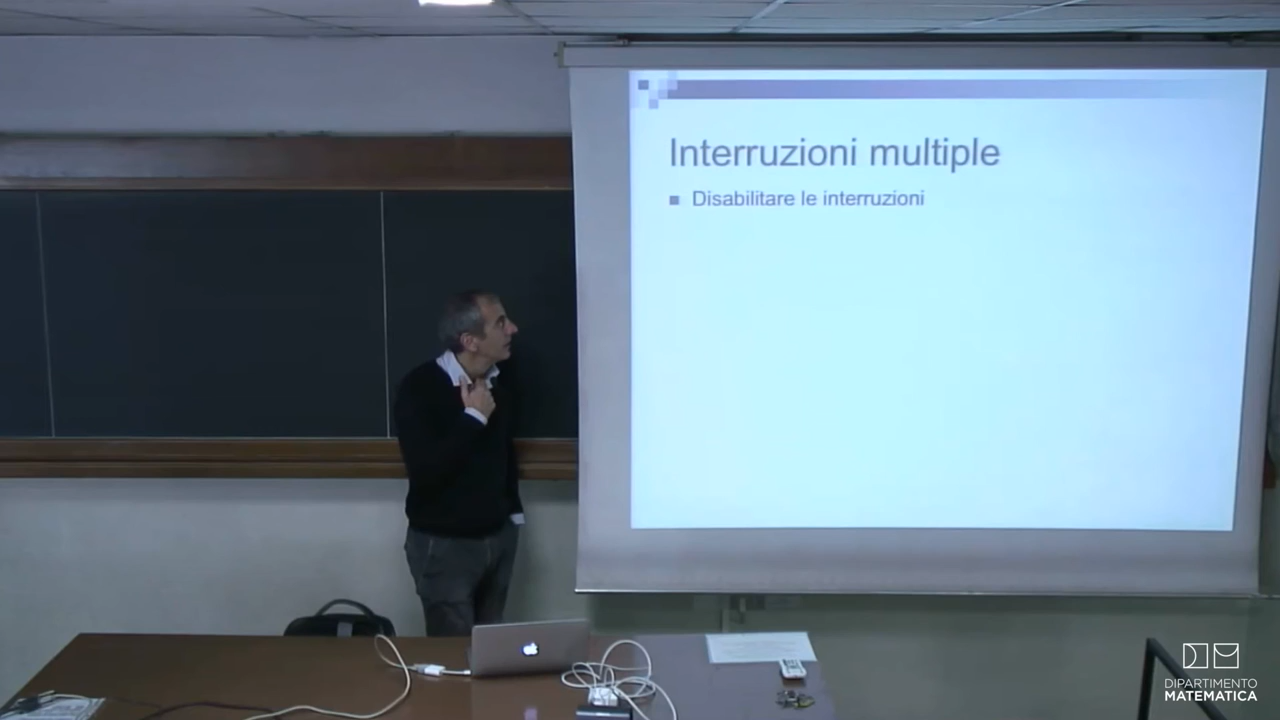 Interruzioni multiple
Disabilitare le interruzioni
DIPARTIMENTO
MATEMATICA